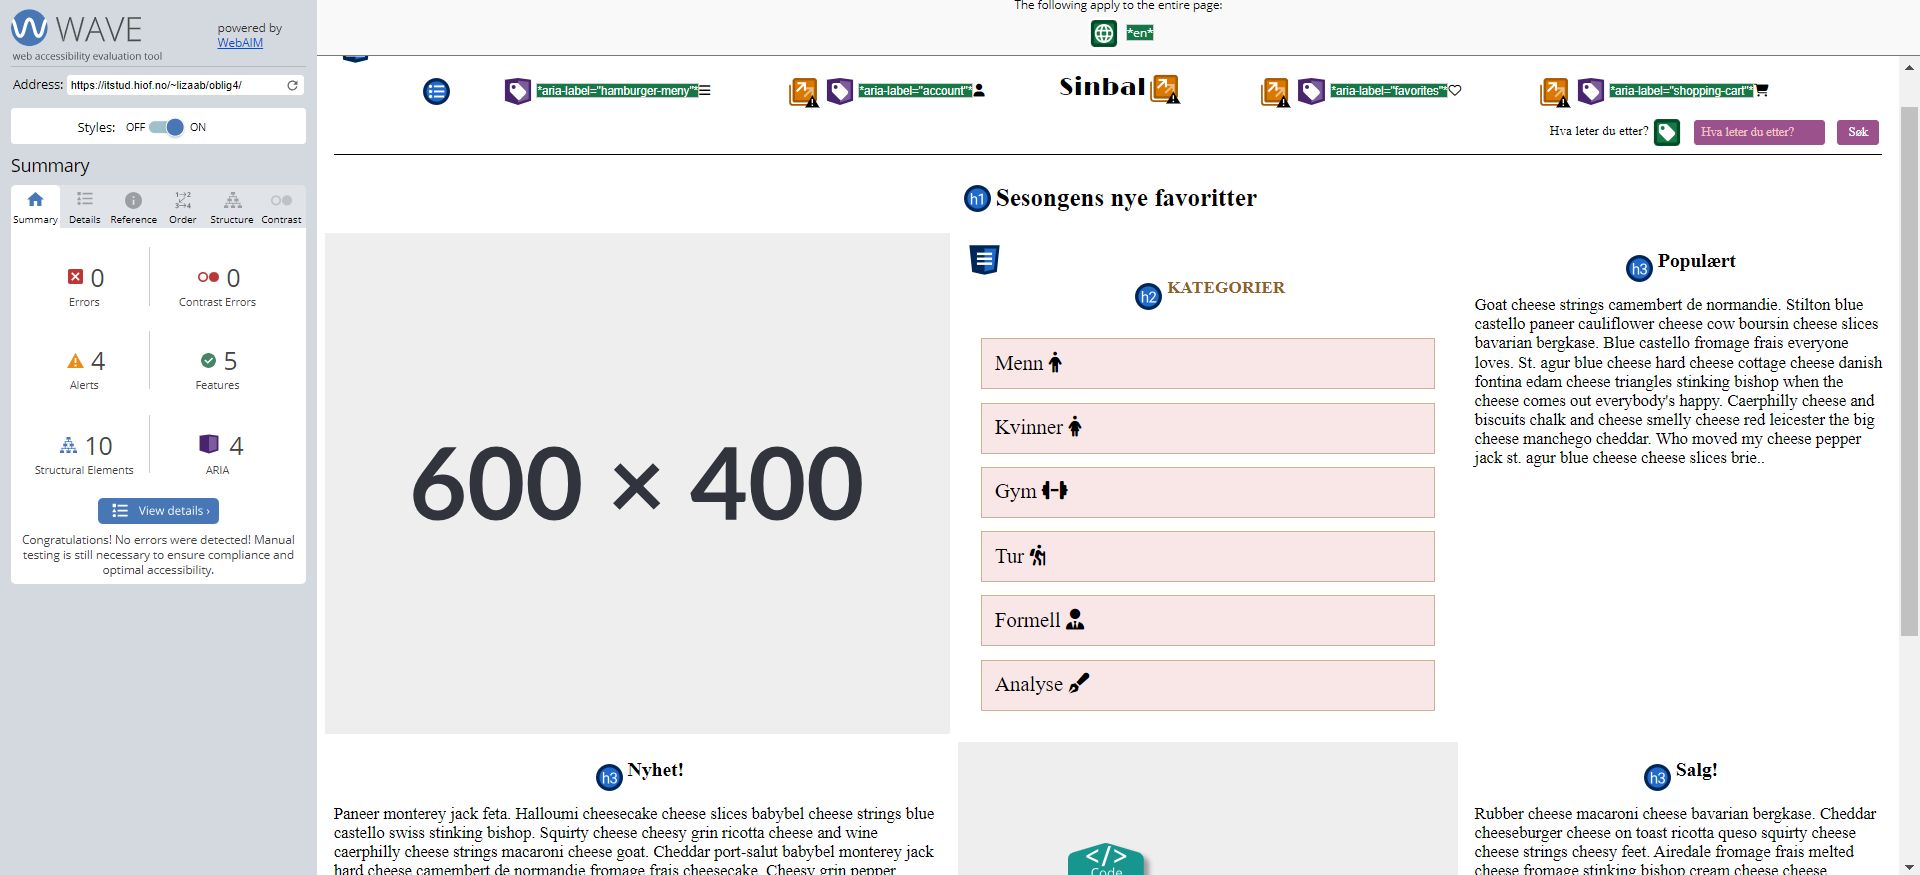 WAVE
powered by
WebAIM
web accessibility evaluation tool
Address: https://itstud.hiof.no/~lizaab/oblig4/
Styles: OFF ON
Summary
Summary Details Reference Order Structure Contrast
0
Errors
0
Contrast Errors
4
Alerts
5
Features
10
Structural Elements
4
ARIA
View details ›
Congratulations! No errors were detected! Manual
testing is still necessary to ensure compliance and
optimal accessibility.
The following apply to the entire page:
*en*
*aria-label="hamburger-meny"*
*aria-label="account"*
Sinbal
*aria-label="favorites"*
*aria-label="shopping-cart"*
Hva leter du etter? Hva leter du etter? Søk
h1 Sesongens nye favoritter
600 × 400
h2 KATEGORIER
Menn
Kvinner
Gym
Tur
Formell
Analyse
h3 Populært
Goat cheese strings camembert de normandie. Stilton blue
castello paneer cauliflower cheese cow boursin cheese slices
bavarian bergkase. Blue castello fromage frais everyone
loves. St. agur blue cheese hard cheese cottage cheese danish
fontina edam cheese triangles stinking bishop when the
cheese comes out everybody's happy. Caerphilly cheese and
biscuits chalk and cheese smelly cheese red leicester the big
cheese manchego cheddar. Who moved my cheese pepper
jack st. agur blue cheese cheese slices brie..
h3 Nyhet!
Paneer monterey jack feta. Halloumi cheesecake cheese slices babybel cheese strings blue
castello swiss stinking bishop. Squirty cheese cheesy grin ricotta cheese and wine
caerphilly cheese strings macaroni cheese goat. Cheddar port-salut babybel monterey jack
hard cheese camembert de normandie fromage frais cheesecake. Cheesy grin pepper
</> Code
h3 Salg!
Rubber cheese macaroni cheese bavarian bergkase. Cheddar
cheeseburger cheese on toast ricotta queso squirty cheese
cheese strings cheesy feet. Airedale fromage frais melted
cheese fromage stinking bishop cream cheese cheese